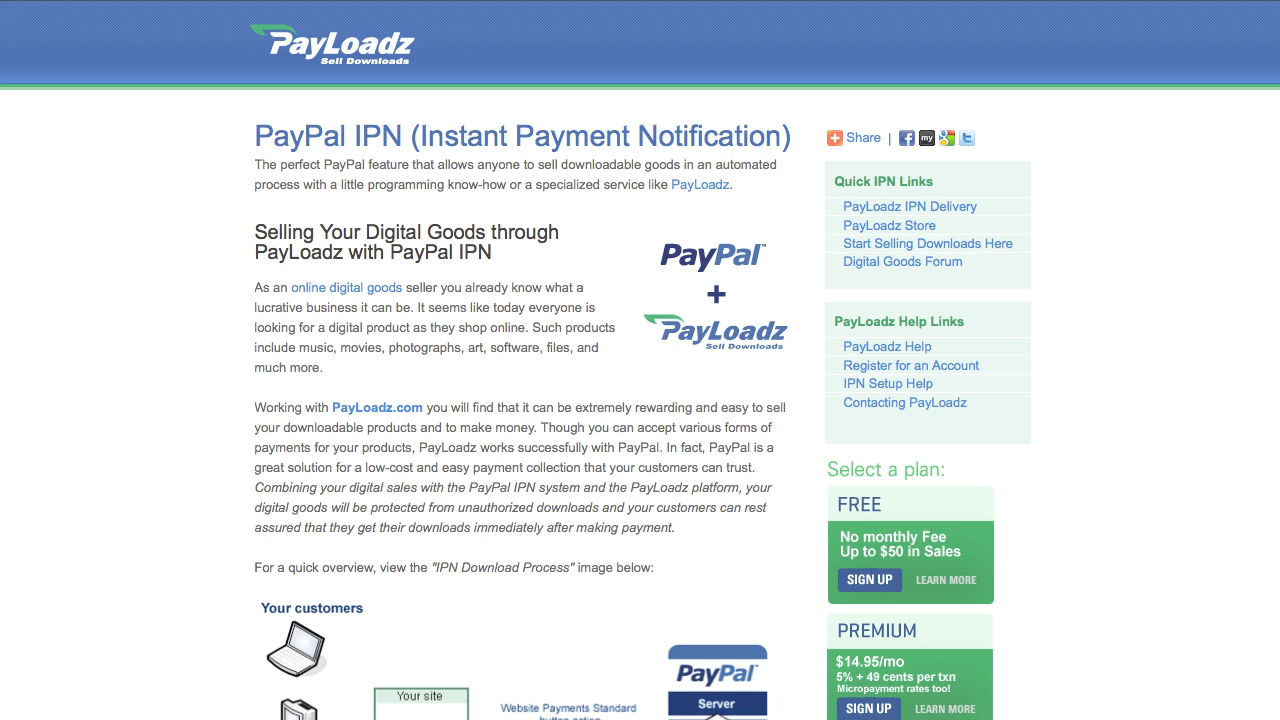 PayLoadz
Sell Downloads
PayPal IPN (Instant Payment Notification)
The perfect PayPal feature that allows anyone to sell downloadable goods in an automated
process with a little programming know-how or a specialized service like PayLoadz.
Selling Your Digital Goods through
PayLoadz with PayPal IPN
As an online digital goods seller you already know what a
lucrative business it can be. It seems like today everyone is
looking for a digital product as they shop online. Such products
include music, movies, photographs, art, software, files, and
much more.
PayPal™
+
PayLoadz
Sell Downloads
Working with PayLoadz.com you will find that it can be extremely rewarding and easy to sell
your downloadable products and to make money. Though you can accept various forms of
payments for your products, PayLoadz works successfully with PayPal. In fact, PayPal is a
great solution for a low-cost and easy payment collection that your customers can trust.
Combining your digital sales with the PayPal IPN system and the PayLoadz platform, your
digital goods will be protected from unauthorized downloads and your customers can rest
assured that they get their downloads immediately after making payment.
For a quick overview, view the "IPN Download Process" image below:
Your customers
Your site
Website Payments Standard
button option
PayPal™
Server
Share |
my
Quick IPN Links
PayLoadz IPN Delivery
PayLoadz Store
Start Selling Downloads Here
Digital Goods Forum
PayLoadz Help Links
PayLoadz Help
Register for an Account
IPN Setup Help
Contacting PayLoadz
Select a plan:
FREE
No monthly Fee
Up to $50 in Sales
SIGN UP LEARN MORE
PREMIUM
$14.95/mo
5% + 49 cents per txn
Micropayment rates too!
SIGN UP LEARN MORE